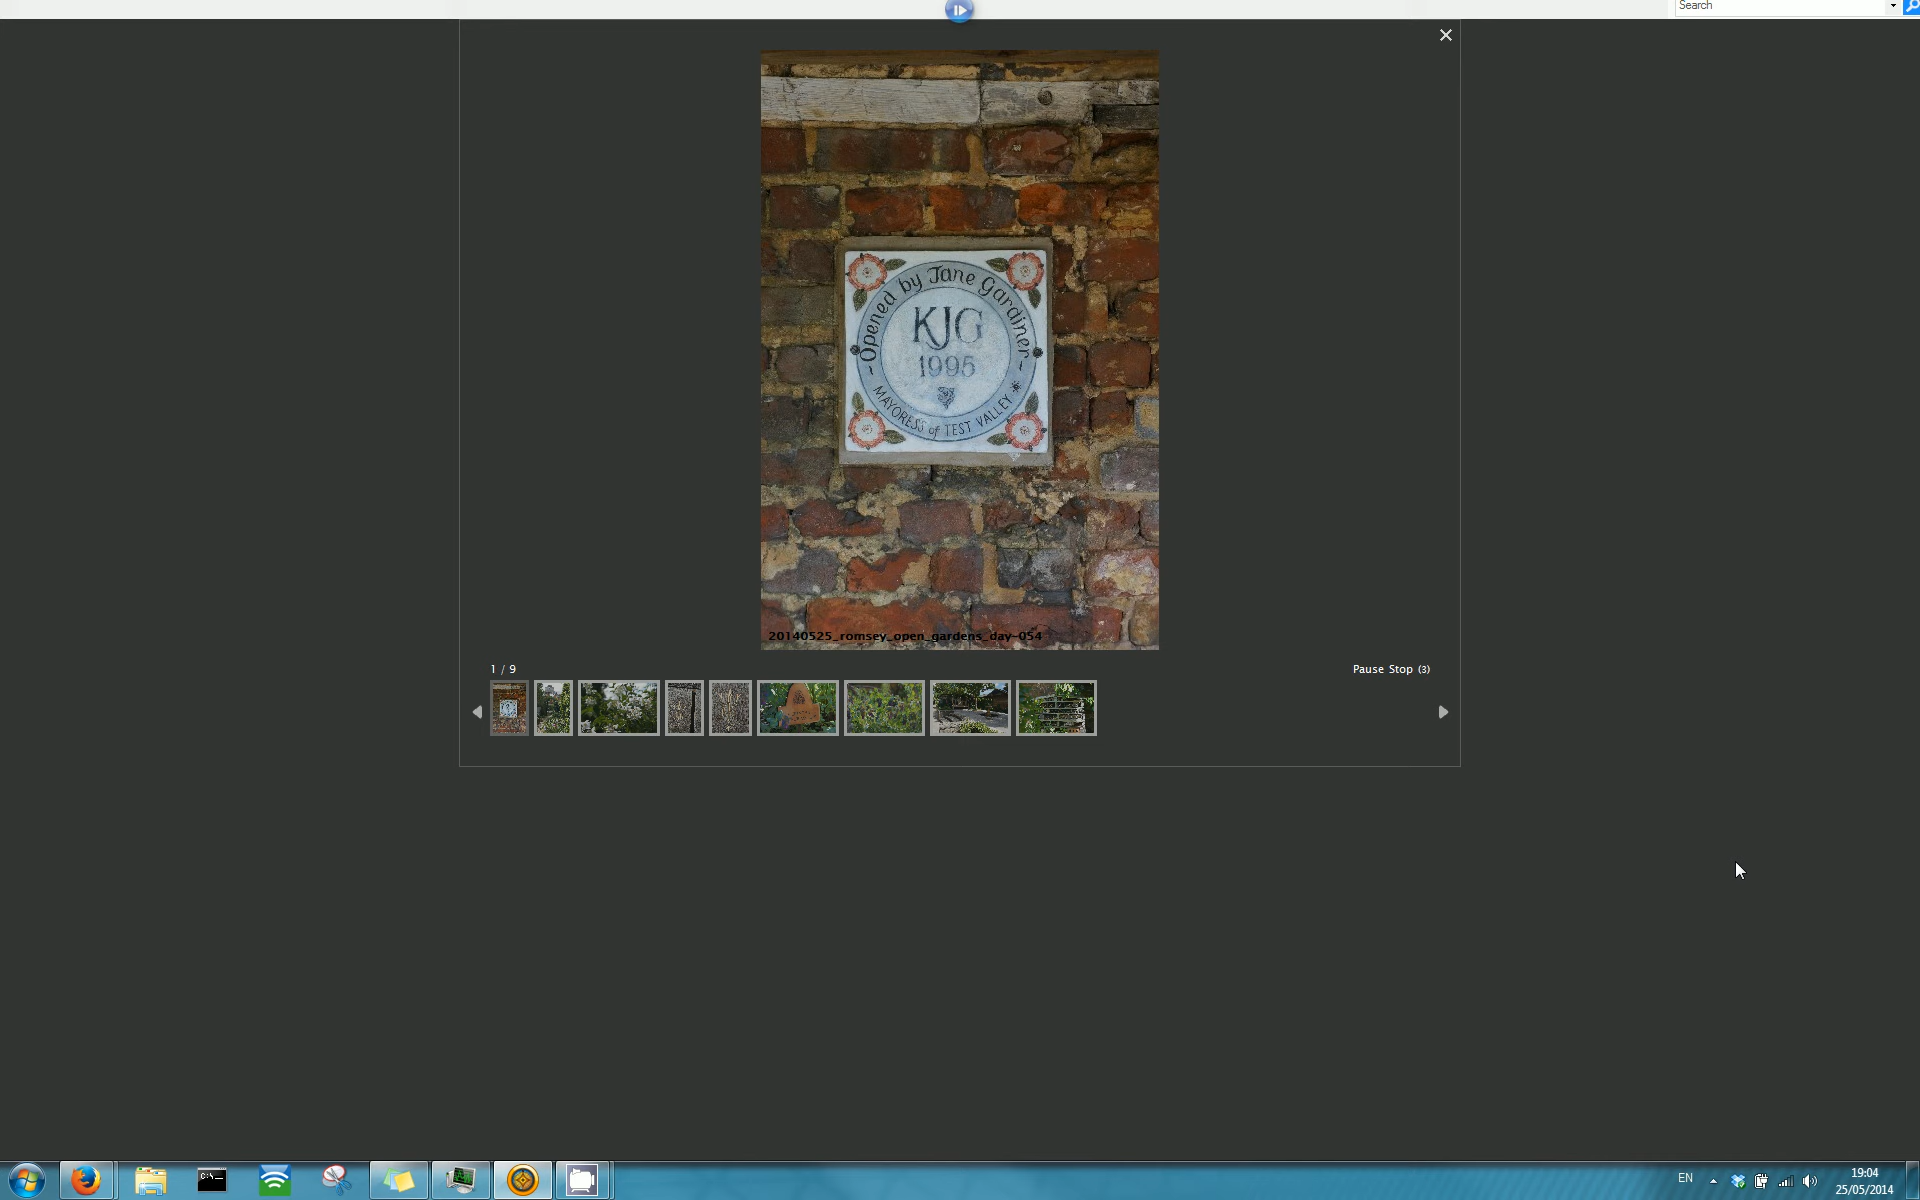 Search
Opened by Jane Gardiner
KJG
1995
MAYORESS of TEST VALLEY
20140525_romsey_open_gardens_day-054
1 / 9
Pause Stop (3)
C:\_
EN
19:04
25/05/2014